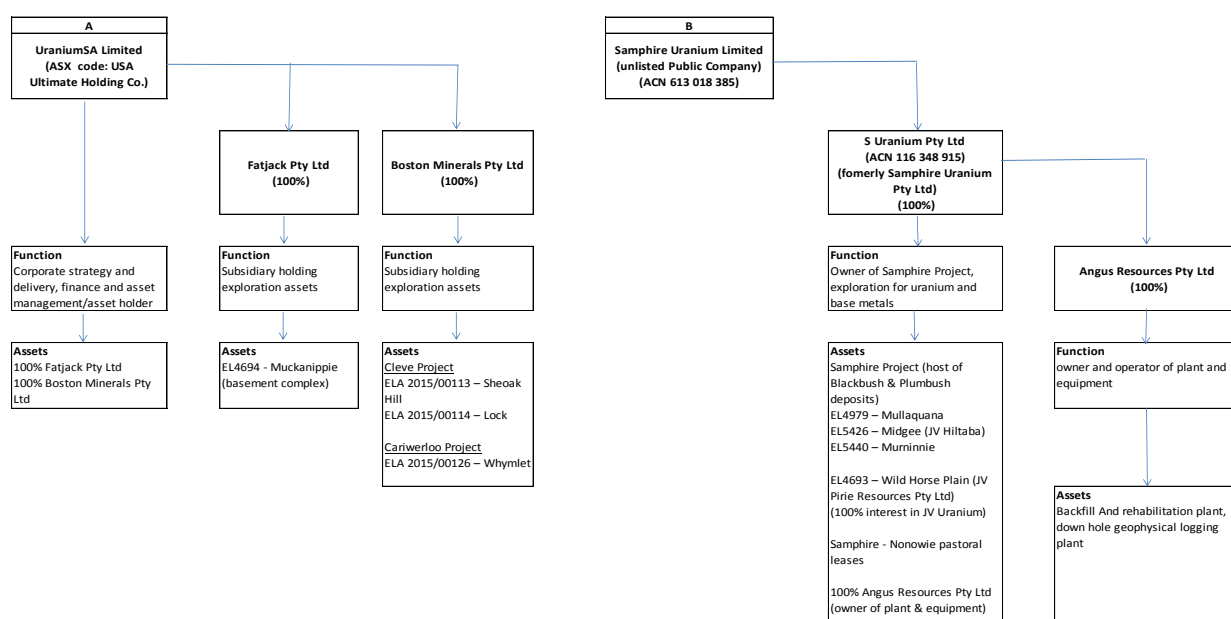 A
UraniumSA Limited
(ASX  code: USA
Ultimate Holding Co.)
Fatjack Pty Ltd
(100%)
Boston Minerals Pty Ltd
(100%)
Function
Corporate strategy and
delivery, finance and asset
management/asset holder
Function
Subsidiary holding
exploration assets
Function
Subsidiary holding
exploration assets
Assets
100% Fatjack Pty Ltd
100% Boston Minerals Pty
Ltd
Assets
EL4694 - Muckanippie
(basement complex)
Assets
Cleve Project
ELA 2015/00113 – Sheoak
Hill
ELA 2015/00114 – Lock
Cariwerloo Project
ELA 2015/00126 – Whymlet
B
Samphire Uranium Limited
(unlisted Public Company)
(ACN 613 018 385)
S Uranium Pty Ltd
(ACN 116 348 915)
(fomerly Samphire Uranium
Pty Ltd)
(100%)
Function
Owner of Samphire Project,
exploration for uranium and
base metals
Angus Resources Pty Ltd
(100%)
Assets
Samphire Project (host of
Blackbush & Plumbush
deposits)
EL4979 – Mullaquana
EL5426 – Midgee (JV Hiltaba)
EL5440 – Murninnie
EL4693 – Wild Horse Plain (JV
Pirie Resources Pty Ltd)
(100% interest in JV Uranium)
Samphire - Nonowie pastoral
leases
100% Angus Resources Pty Ltd
(owner of plant & equipment)
Function
owner and operator of plant and
equipment
Assets
Backfill And rehabilitation plant,
down hole geophysical logging
plant